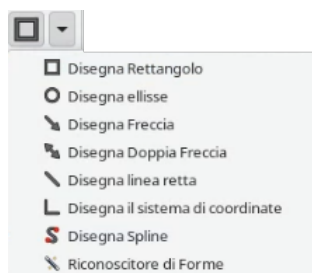 Disegna Rettangolo
Disegna ellisse
Disegna Freccia
Disegna Doppia Freccia
Disegna linea retta
Disegna il sistema di coordinate
Disegna Spline
Riconoscitore di Forme